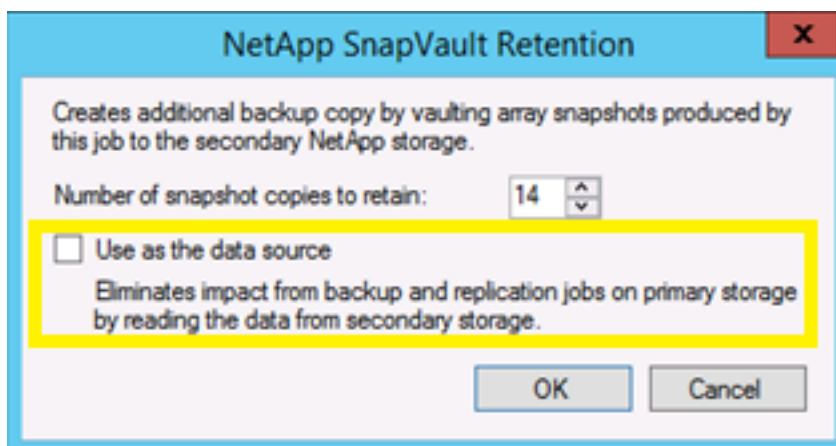 NetApp SnapVault Retention
x
Creates additional backup copy by vaulting array snapshots produced by
this job to the secondary NetApp storage.
Number of snapshot copies to retain: 14
Use as the data source
Eliminates impact from backup and replication jobs on primary storage
by reading the data from secondary storage.
OK Cancel